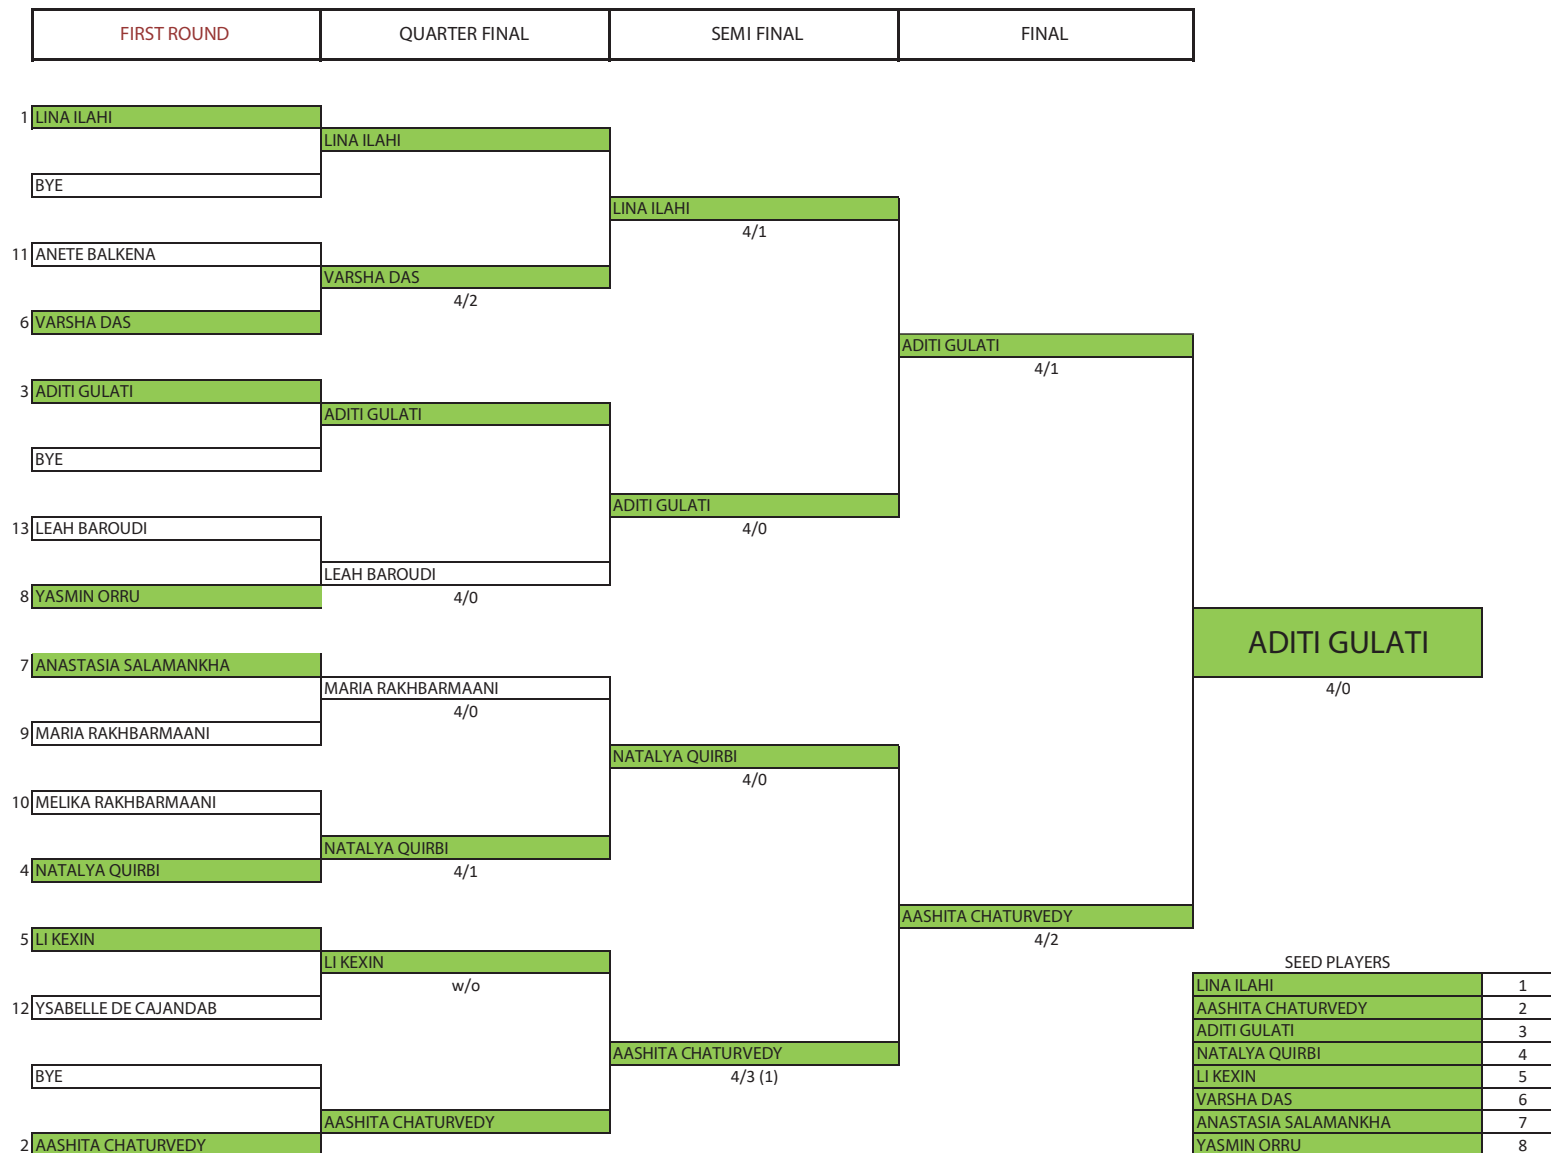 FIRST ROUND QUARTER FINAL SEMI FINAL FINAL
1 LINA ILAHI
LINA ILAHI
BYE
LINA ILAHI
4/1
11 ANETE BALKENA
VARSHA DAS
4/2
6 VARSHA DAS
ADITI GULATI
4/1
3 ADITI GULATI
ADITI GULATI
BYE
ADITI GULATI
4/0
13 LEAH BAROUDI
LEAH BAROUDI
4/0
8 YASMIN ORRU
ADITI GULATI
4/0
7 ANASTASIA SALAMANKHA
MARIA RAKHBARMAANI
4/0
9 MARIA RAKHBARMAANI
NATALYA QUIRBI
4/0
10 MELIKA RAKHBARMAANI
NATALYA QUIRBI
4/1
4 NATALYA QUIRBI
AASHITA CHATURVEDY
4/2
5 LI KEXIN
LI KEXIN
w/o
12 YSABELLE DE CAJANDAB
AASHITA CHATURVEDY
4/3 (1)
BYE
AASHITA CHATURVEDY
2 AASHITA CHATURVEDY
SEED PLAYERS
LINA ILAHI 1
AASHITA CHATURVEDY 2
ADITI GULATI 3
NATALYA QUIRBI 4
LI KEXIN 5
VARSHA DAS 6
ANASTASIA SALAMANKHA 7
YASMIN ORRU 8